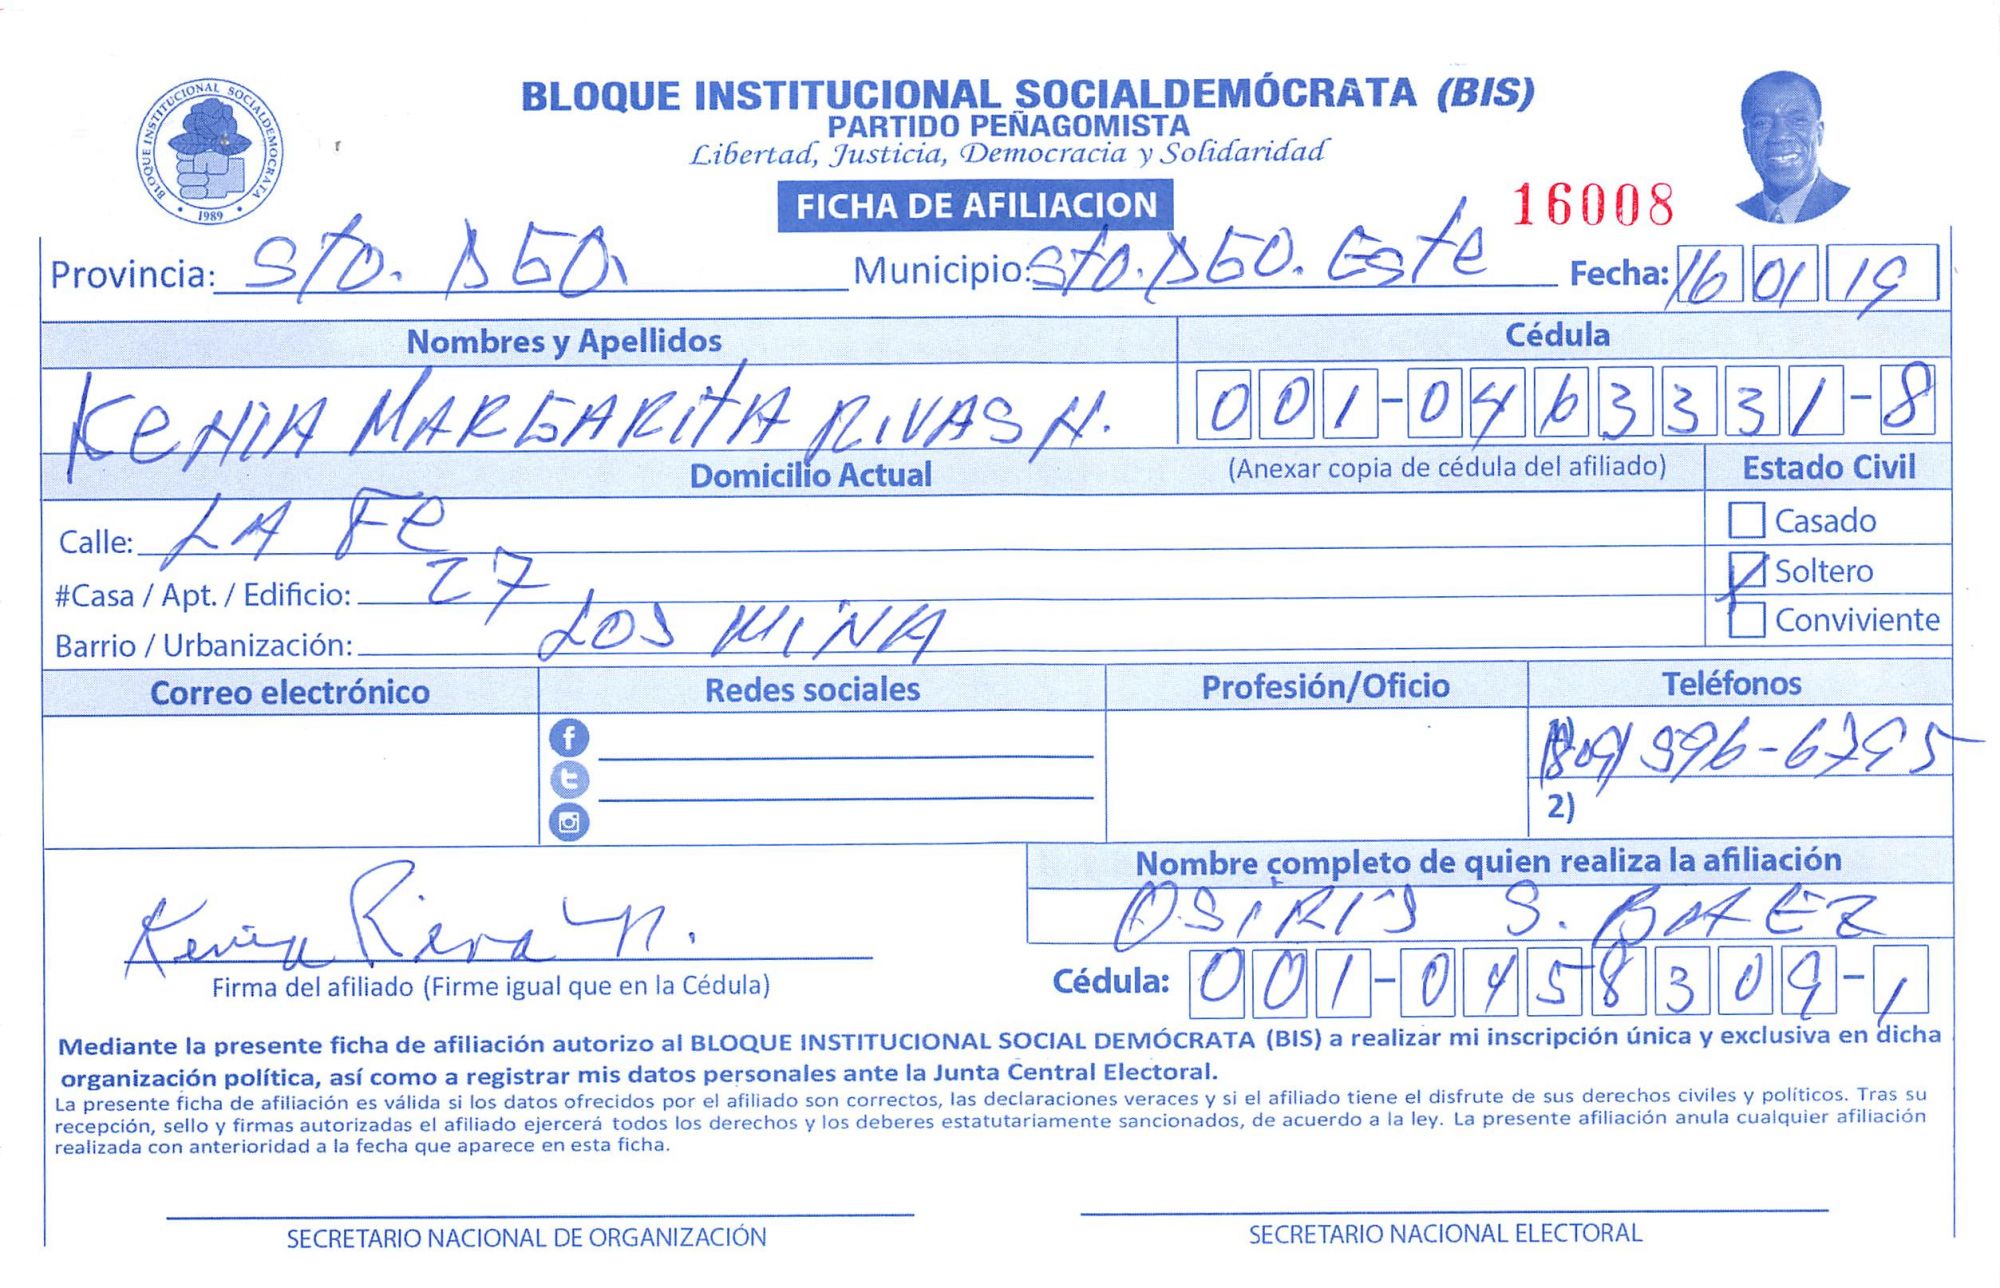 BLOQUE INSTITUCIONAL SOCIALDEMOCRATA
1989
BLOQUE INSTITUCIONAL SOCIALDEMÓCRATA (BIS)
PARTIDO PEÑAGOMISTA
Libertad, Justicia, Democracia y Solidaridad
FICHA DE AFILIACION
16008
Provincia: Sto. DGO. Municipio: Sto. DGO. Este Fecha: 16 01 19
Nombres y Apellidos Cédula
KENIA MARGARITA RIVAS N. 001-0463331-8
Domicilio Actual (Anexar copia de cédula del afiliado) Estado Civil
Calle: LA Fe Casado
#Casa / Apt. / Edificio: 27 Soltero
Barrio / Urbanización: LOS MINA Conviviente
Correo electrónico Redes sociales Profesión/Oficio Teléfonos
1) 809 596-6795
2)
Nombre completo de quien realiza la afiliación
OSIRIS S. BAEZ
Kenia Rivas N.
Firma del afiliado (Firme igual que en la Cédula) Cédula: 001-0458309-1
Mediante la presente ficha de afiliación autorizo al BLOQUE INSTITUCIONAL SOCIAL DEMÓCRATA (BIS) a realizar mi inscripción única y exclusiva en dicha
organización política, así como a registrar mis datos personales ante la Junta Central Electoral.
La presente ficha de afiliación es válida si los datos ofrecidos por el afiliado son correctos, las declaraciones veraces y si el afiliado tiene el disfrute de sus derechos civiles y políticos. Tras su
recepción, sello y firmas autorizadas el afiliado ejercerá todos los derechos y los deberes estatutariamente sancionados, de acuerdo a la ley. La presente afiliación anula cualquier afiliación
realizada con anterioridad a la fecha que aparece en esta ficha.
SECRETARIO NACIONAL DE ORGANIZACIÓN SECRETARIO NACIONAL ELECTORAL